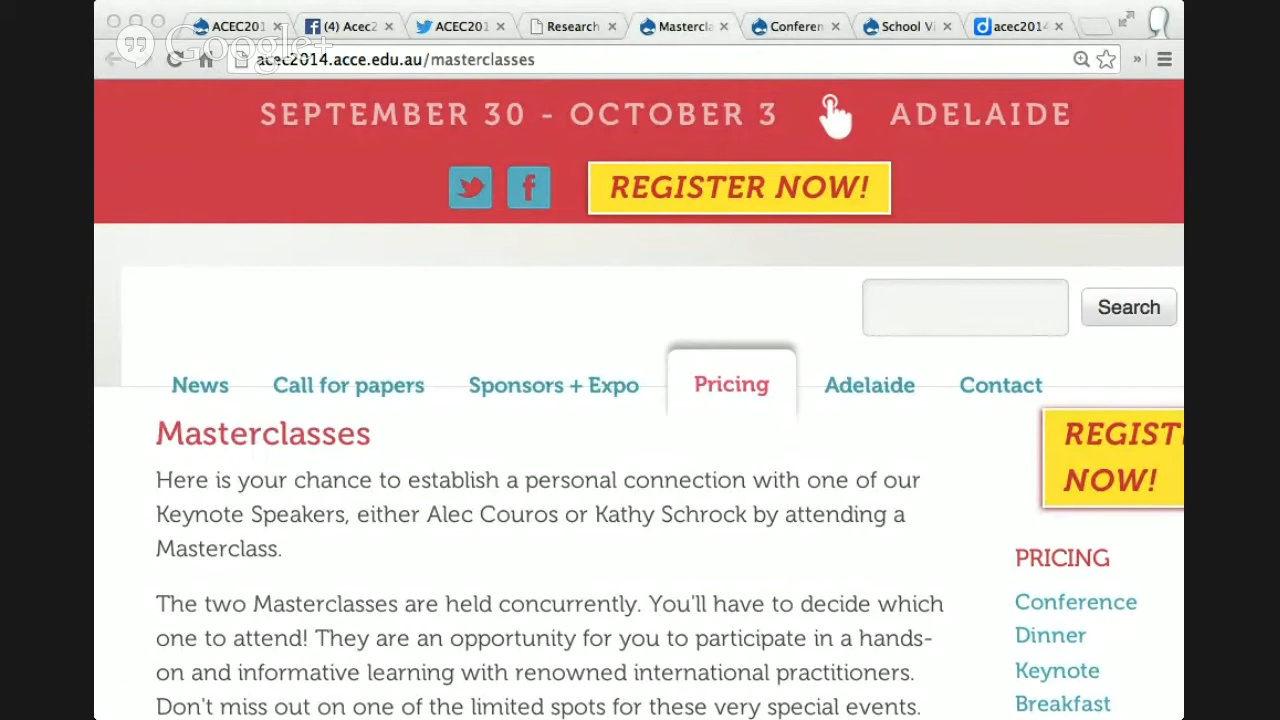 ACEC201
(4) Acec2
ACEC201
Research
Mastercla
Conferen
School Vi
acec2014
Google+
acec2014.acce.edu.au/masterclasses
SEPTEMBER 30 - OCTOBER 3 ADELAIDE
REGISTER NOW!
Search
News Call for papers Sponsors + Expo Pricing Adelaide Contact
Masterclasses
Here is your chance to establish a personal connection with one of our
Keynote Speakers, either Alec Couros or Kathy Schrock by attending a
Masterclass.
The two Masterclasses are held concurrently. You'll have to decide which
one to attend! They are an opportunity for you to participate in a hands-
on and informative learning with renowned international practitioners.
Don't miss out on one of the limited spots for these very special events.
REGIST
NOW!
PRICING
Conference
Dinner
Keynote
Breakfast